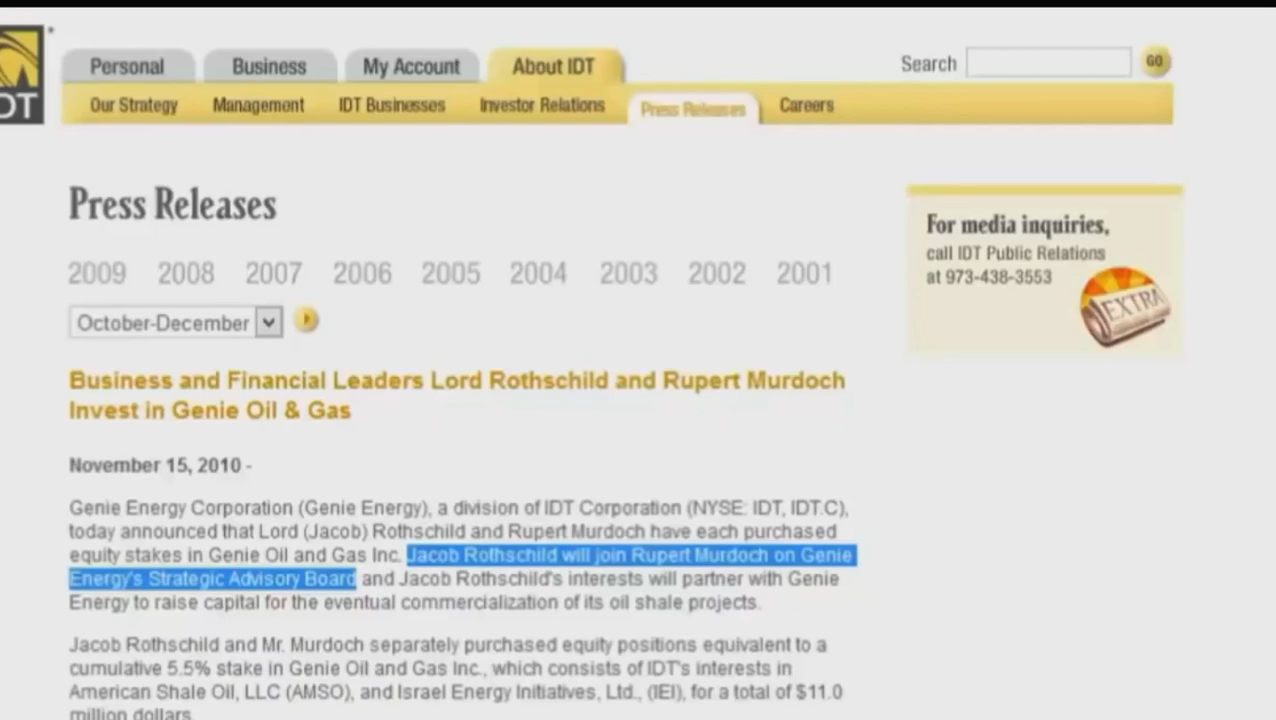 IDT
Personal
Business
My Account
About IDT
Search
GO
Our Strategy
Management
IDT Businesses
Investor Relations
Press Releases
Careers
Press Releases
2009 2008 2007 2006 2005 2004 2003 2002 2001
October-December
For media inquiries,
call IDT Public Relations
at 973-438-3553
EXTRA
Business and Financial Leaders Lord Rothschild and Rupert Murdoch
Invest in Genie Oil & Gas
November 15, 2010 -
Genie Energy Corporation (Genie Energy), a division of IDT Corporation (NYSE: IDT, IDT.C),
today announced that Lord (Jacob) Rothschild and Rupert Murdoch have each purchased
equity stakes in Genie Oil and Gas Inc. Jacob Rothschild will join Rupert Murdoch on Genie
Energy's Strategic Advisory Board and Jacob Rothschild's interests will partner with Genie
Energy to raise capital for the eventual commercialization of its oil shale projects.
Jacob Rothschild and Mr. Murdoch separately purchased equity positions equivalent to a
cumulative 5.5% stake in Genie Oil and Gas Inc., which consists of IDT's interests in
American Shale Oil, LLC (AMSO), and Israel Energy Initiatives, Ltd., (IEI), for a total of $11.0
million dollars.